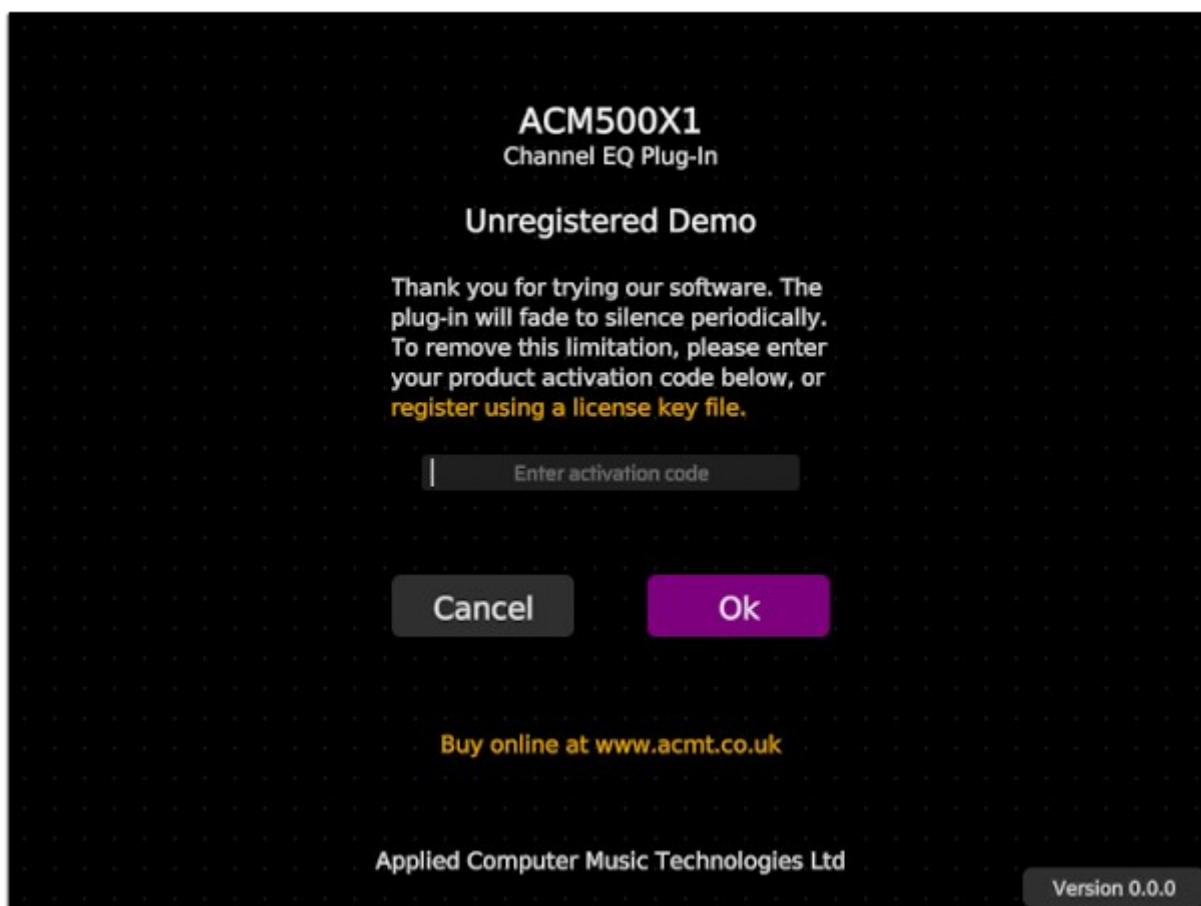 ACM500X1
Channel EQ Plug-In
Unregistered Demo
Thank you for trying our software. The
plug-in will fade to silence periodically.
To remove this limitation, please enter
your product activation code below, or
register using a license key file.
Enter activation code
Cancel
Ok
Buy online at www.acmt.co.uk
Applied Computer Music Technologies Ltd
Version 0.0.0